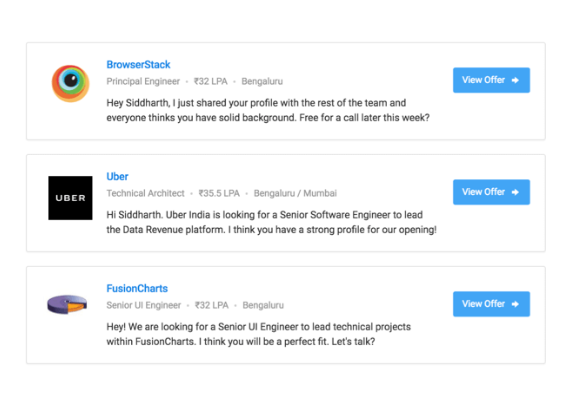 BrowserStack
Principal Engineer • ₹32 LPA • Bengaluru
View Offer →
Hey Siddharth, I just shared your profile with the rest of the team and
everyone thinks you have solid background. Free for a call later this week?
Uber
UBER
Technical Architect • ₹35.5 LPA • Bengaluru / Mumbai
View Offer →
Hi Siddharth. Uber India is looking for a Senior Software Engineer to lead
the Data Revenue platform. I think you have a strong profile for our opening!
FusionCharts
Senior UI Engineer • ₹32 LPA • Bengaluru
View Offer →
Hey! We are looking for a Senior UI Engineer to lead technical projects
within FusionCharts. I think you will be a perfect fit. Let's talk?